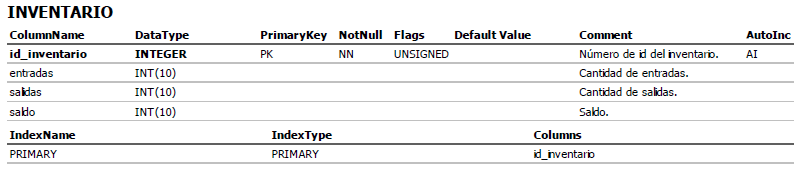 INVENTARIO
ColumnName DataType PrimaryKey NotNull Flags Default Value Comment AutoInc
id_inventario INTEGER PK NN UNSIGNED Número de id del inventario. AI
entradas INT(10) Cantidad de entradas.
salidas INT(10) Cantidad de salidas.
saldo INT(10) Saldo.
IndexName IndexType Columns
PRIMARY PRIMARY id_inventario